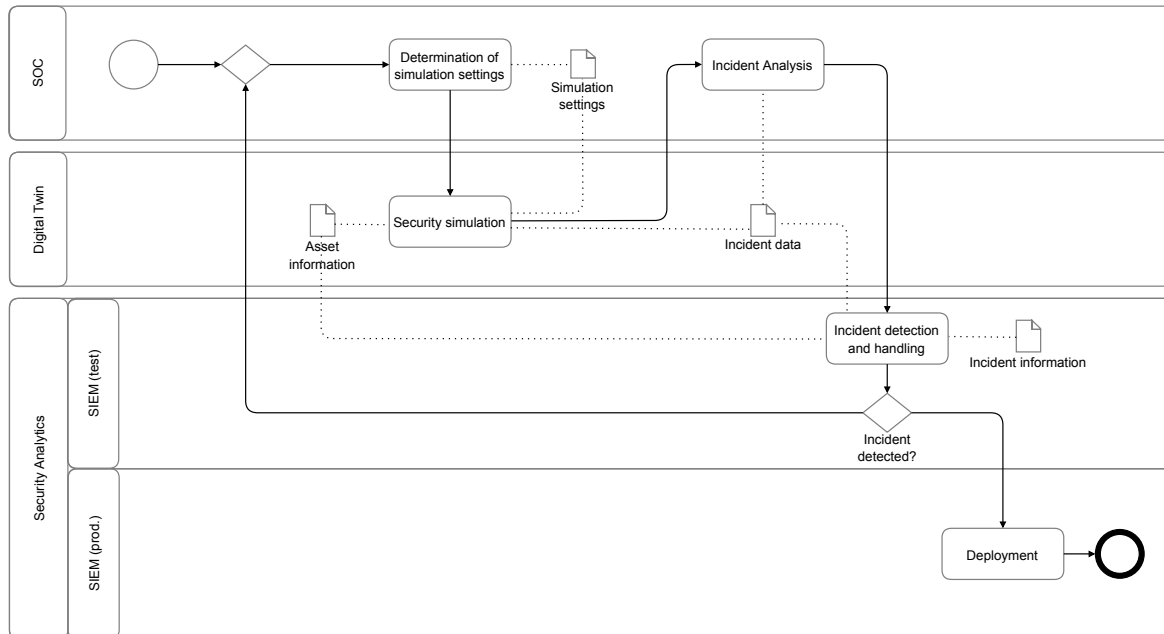 SOC
Determination of
simulation settings
Simulation
settings
Incident Analysis
Digital Twin
Asset
information
Security simulation
Incident data
Security Analytics
SIEM (test)
Incident detection
and handling
Incident information
Incident
detected?
SIEM (prod.)
Deployment